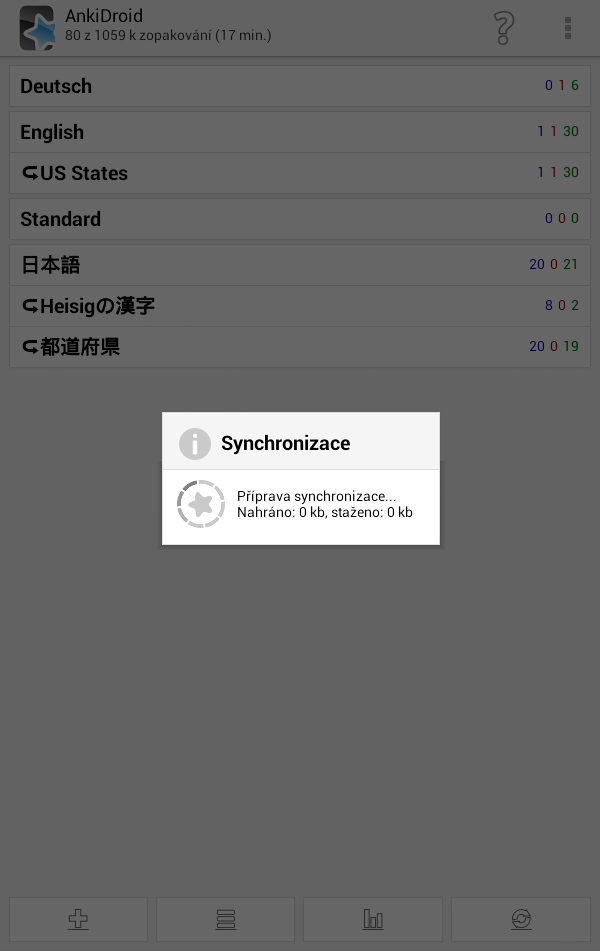 AnkiDroid
80 z 1059 k zopakování (17 min.)
Deutsch 0 1 6
English 1 1 30
US States 1 1 30
Standard 0 0 0
日本語 20 0 21
Heisigの漢字 8 0 2
都道府県 20 0 19
Synchronizace
Příprava synchronizace...
Nahráno: 0 kb, staženo: 0 kb